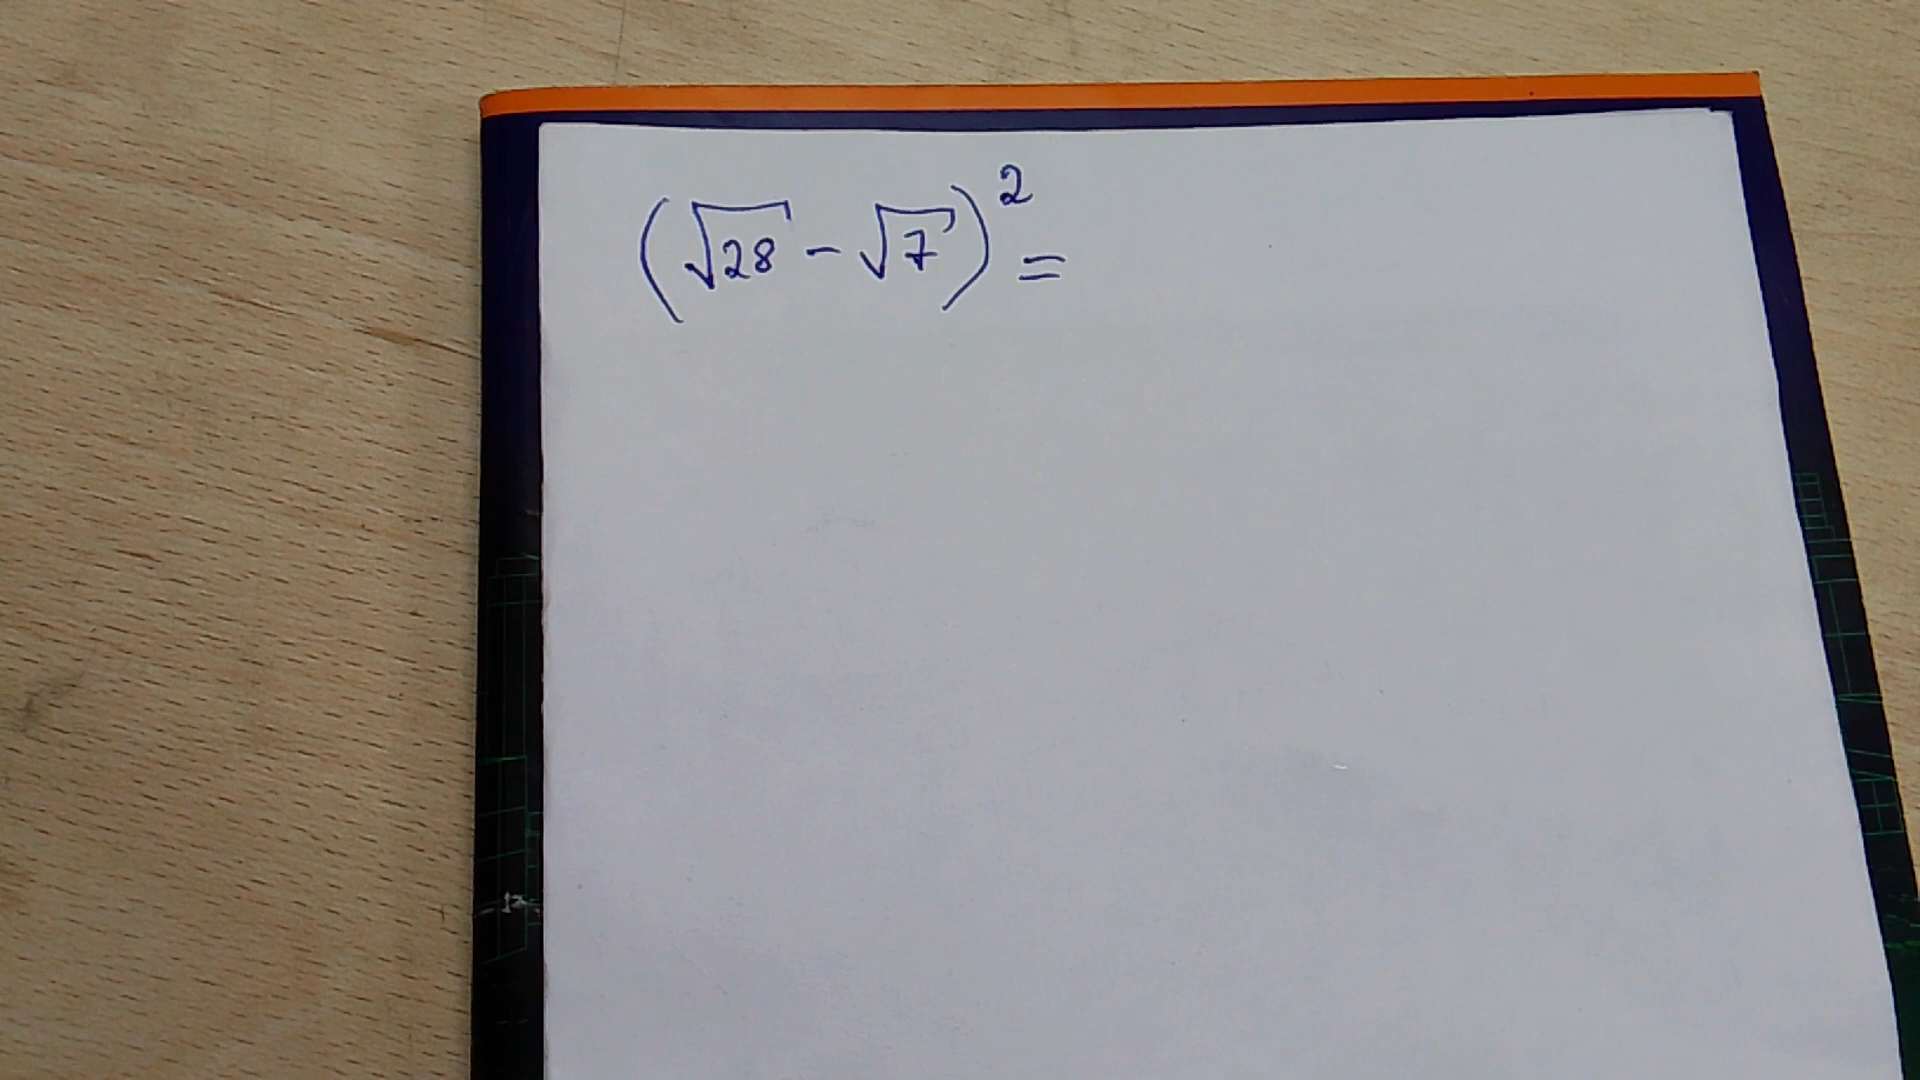 (√28 - √7)² =